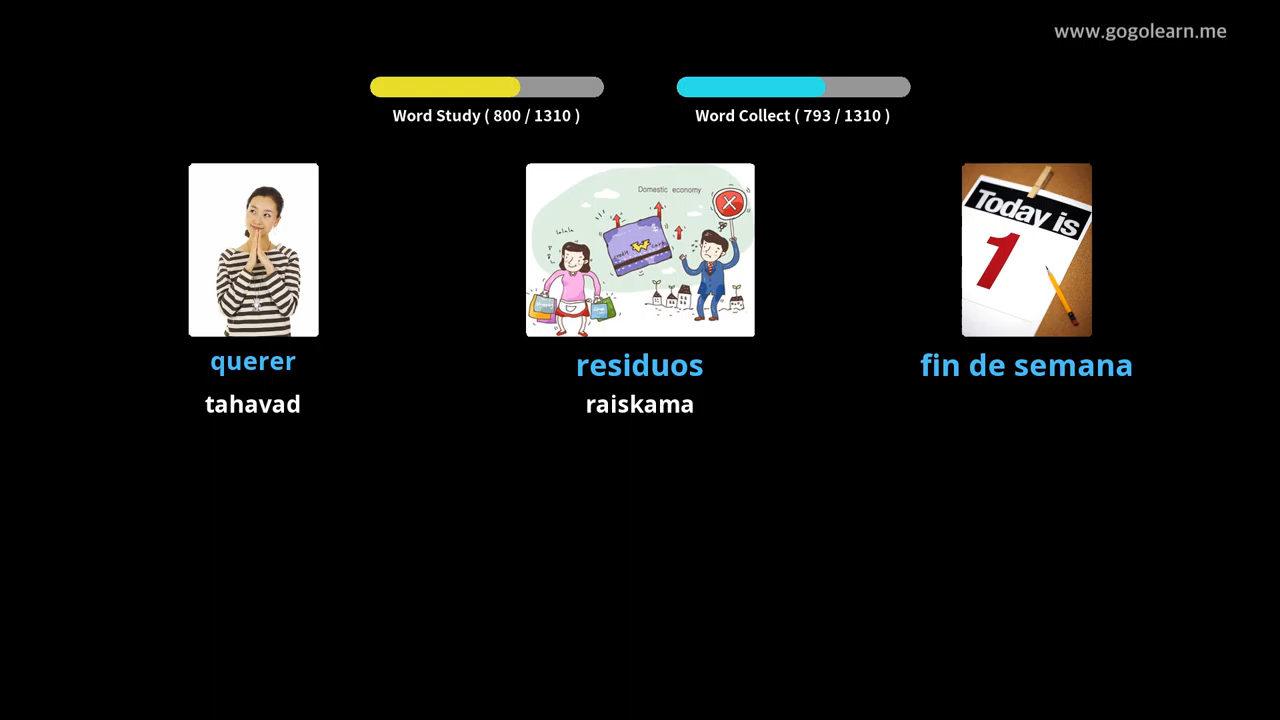 www.gogolearn.me
Word Study ( 800 / 1310 )
Word Collect ( 793 / 1310 )
Domestic economy
lalala
Today is
1
querer
residuos
fin de semana
tahavad
raiskama